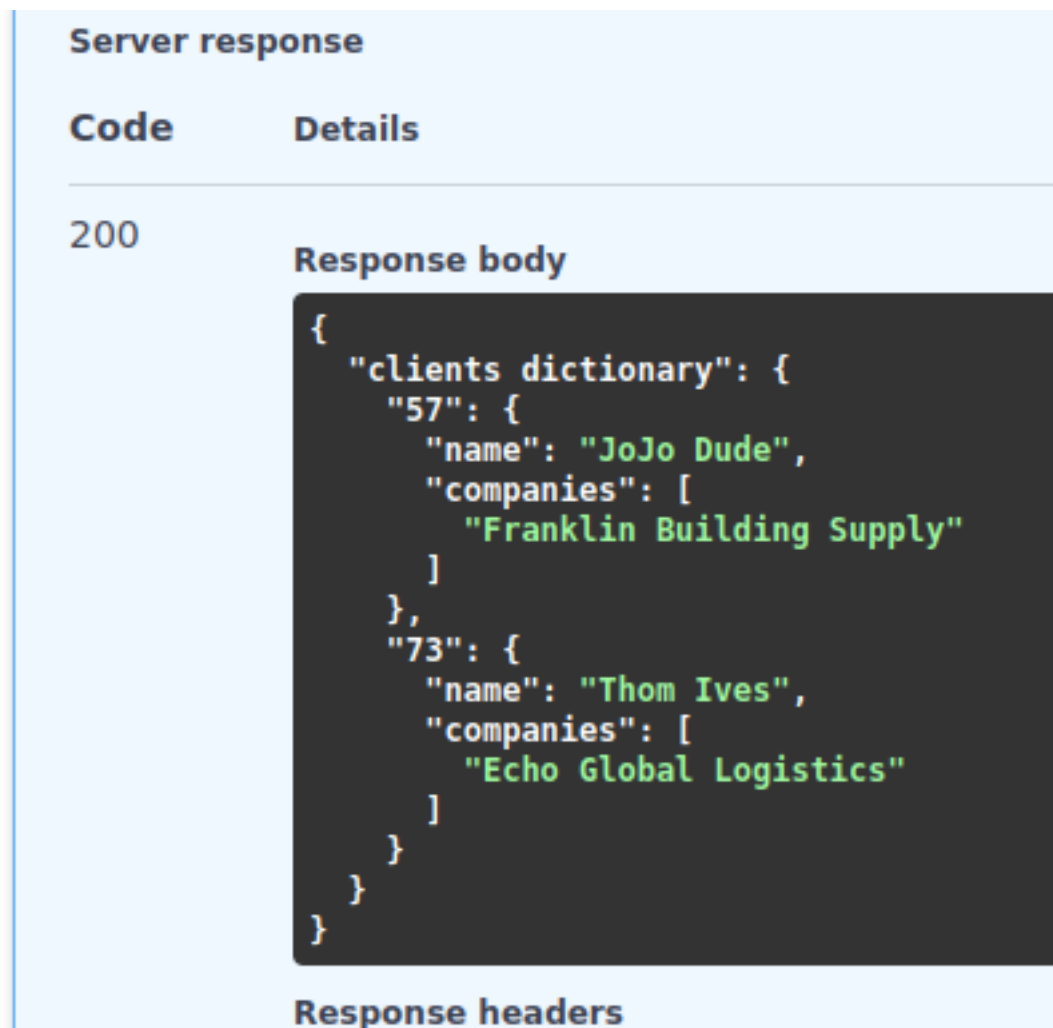 Server response
Code Details
200
Response body
{
  "clients dictionary": {
    "57": {
      "name": "JoJo Dude",
      "companies": [
        "Franklin Building Supply"
      ]
    },
    "73": {
      "name": "Thom Ives",
      "companies": [
        "Echo Global Logistics"
      ]
    }
  }
}
Response headers